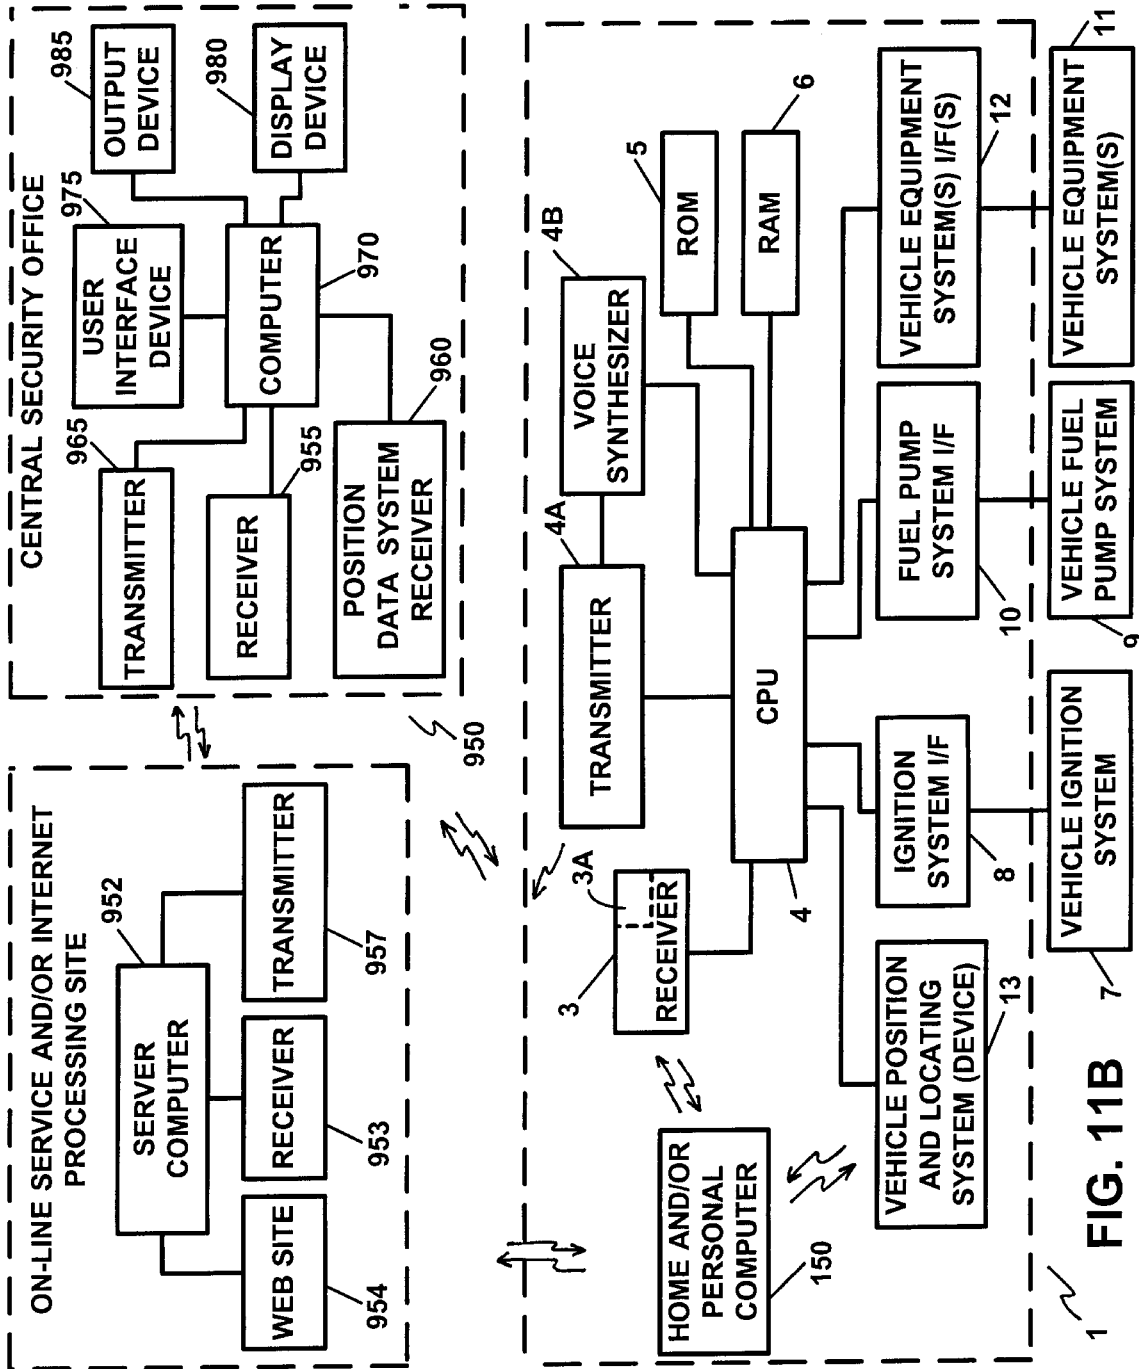 ON-LINE SERVICE AND/OR INTERNET
PROCESSING SITE
SERVER
COMPUTER
952
WEB SITE
954
RECEIVER
953
TRANSMITTER
957
CENTRAL SECURITY OFFICE
TRANSMITTER
965
RECEIVER
955
POSITION
DATA SYSTEM
RECEIVER
960
USER
INTERFACE
DEVICE
975
COMPUTER
970
OUTPUT
DEVICE
985
DISPLAY
DEVICE
980
950
HOME AND/OR
PERSONAL
COMPUTER
150
3
3A
RECEIVER
TRANSMITTER
4A
VOICE
SYNTHESIZER
4B
CPU
4
ROM
5
RAM
6
VEHICLE POSITION
AND LOCATING
SYSTEM (DEVICE)
13
IGNITION
SYSTEM I/F
8
FUEL PUMP
SYSTEM I/F
10
VEHICLE EQUIPMENT
SYSTEM(S) I/F(S)
12
VEHICLE IGNITION
SYSTEM
7
VEHICLE FUEL
PUMP SYSTEM
9
VEHICLE EQUIPMENT
SYSTEM(S)
11
1
FIG. 11B